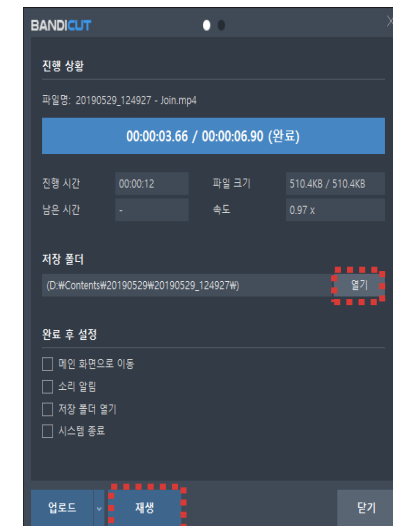 BANDICUT
진행 상황
파일명: 20190529_124927 - Join.mp4
00:00:03.66 / 00:00:06.90 (완료)
진행 시간 00:00:12 파일 크기 510.4KB / 510.4KB
남은 시간 - 속도 0.97 x
저장 폴더
(D:₩Contents₩20190529₩20190529_124927₩) 열기
완료 후 설정
메인 화면으로 이동
소리 알림
저장 폴더 열기
시스템 종료
업로드 재생 닫기